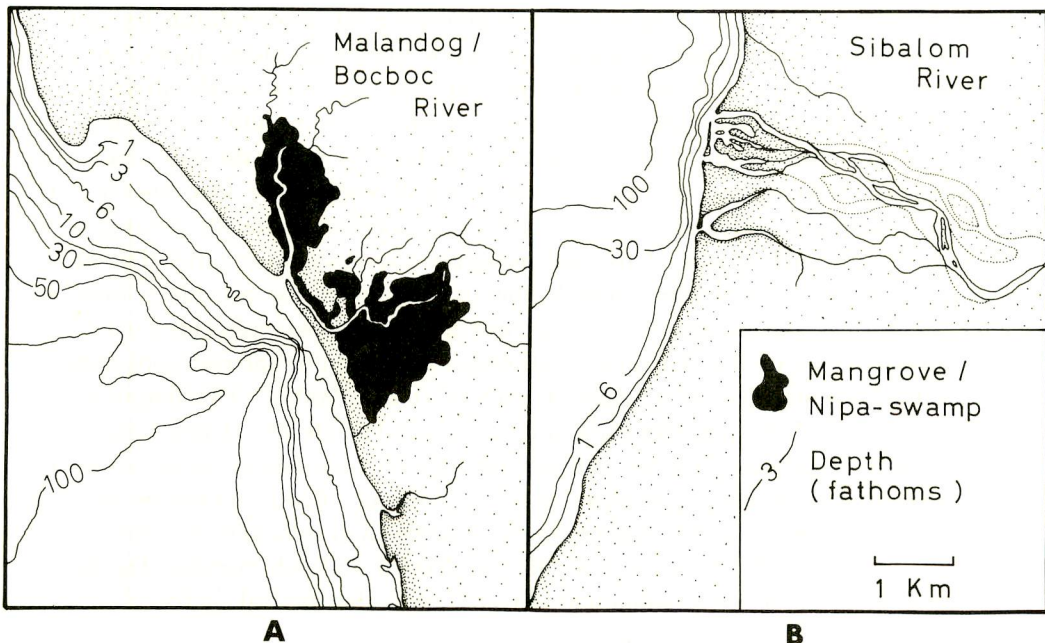 Malandog /
Bocboc
River
1
3
6
10
30
50
100
A
Sibalom
River
100
30
6
1
Mangrove /
Nipa-swamp
3
Depth
( fathoms )
1 Km
B